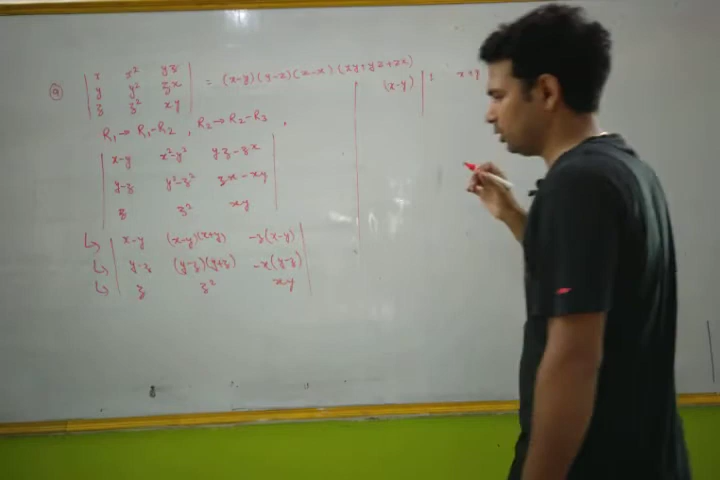 (9) | x x² yz | = (x-y)(y-z)(z-x)(xy+yz+zx)
| y y² zx |
| z z² xy |
R₁→R₁-R₂ , R₂→R₂-R₃ ,
| x-y x²-y² yz-zx |
| y-z y²-z² zx-xy |
| z z² xy |
↳ | x-y (x-y)(x+y) -z(x-y) |
↳ | y-z (y-z)(y+z) -x(y-z) |
↳ | z z² xy |
(x-y) | 1 x+y